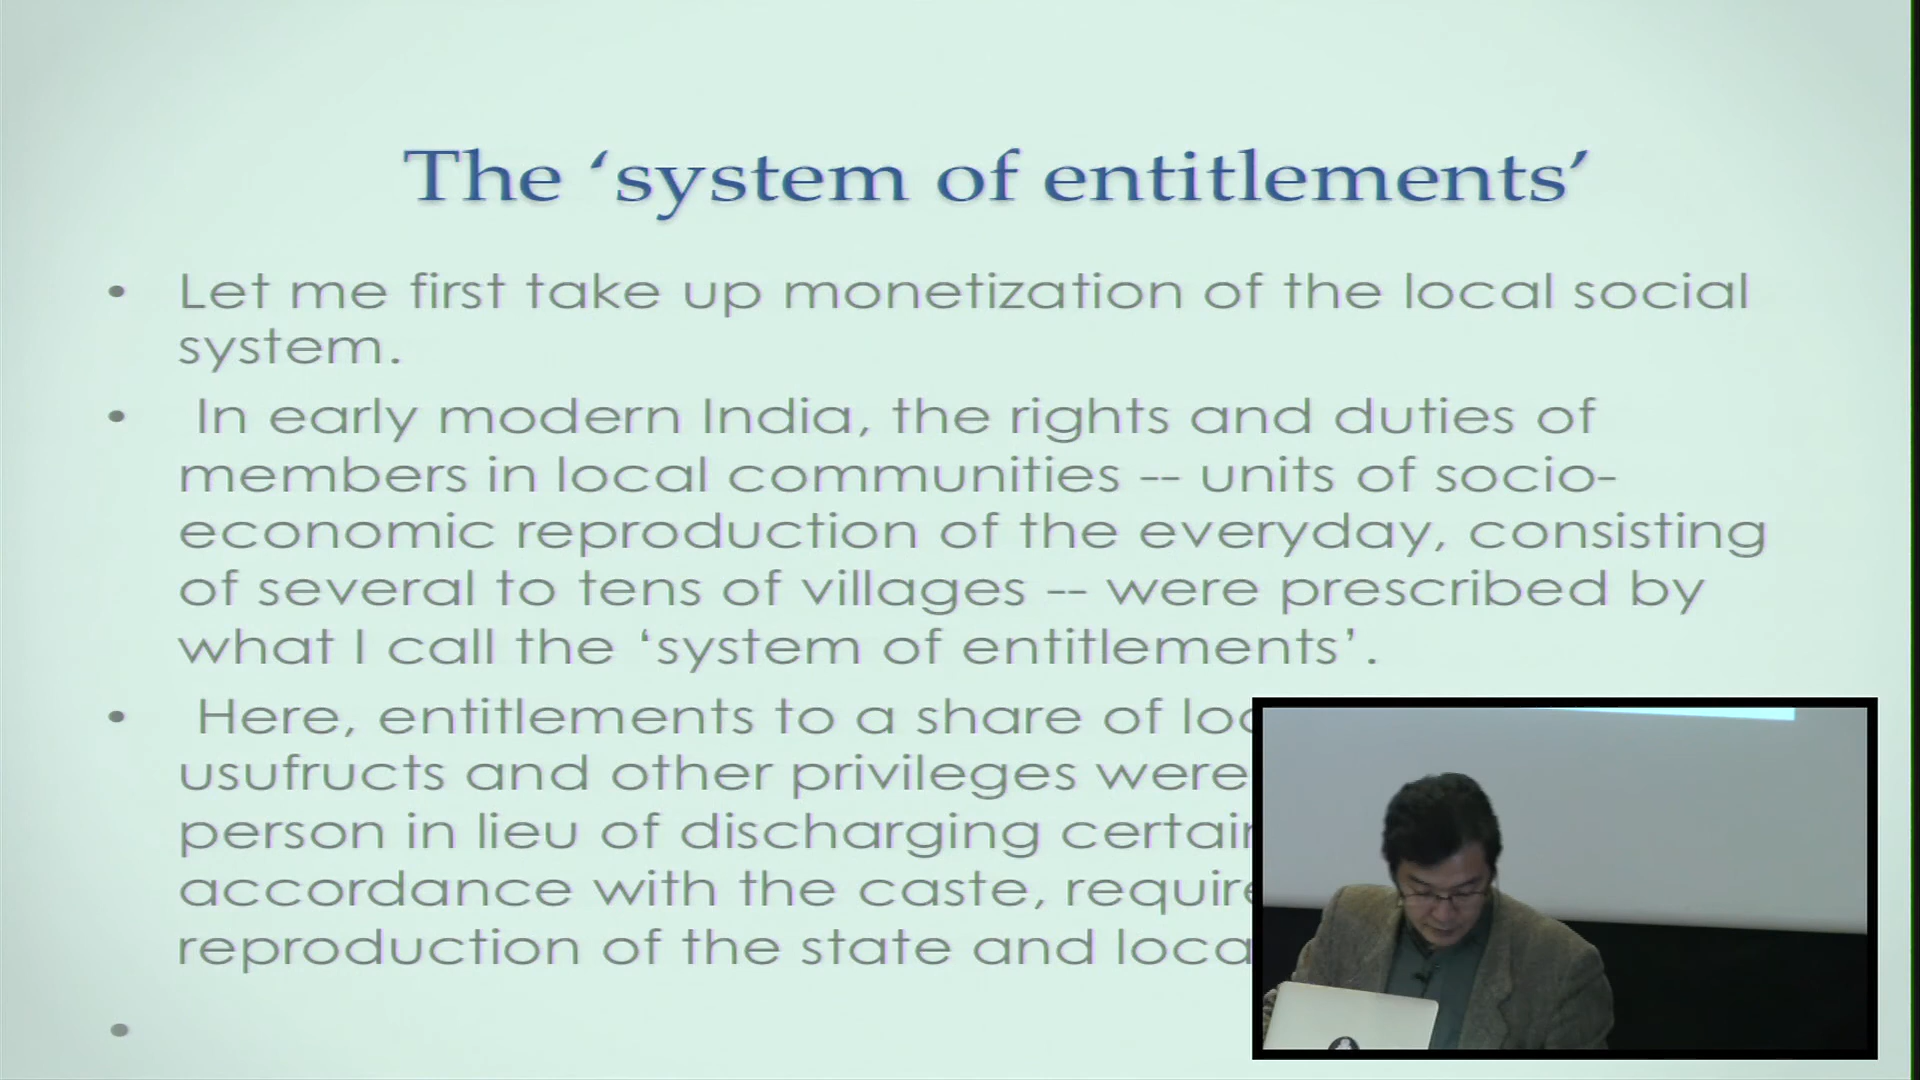 The ‘system of entitlements’
• Let me first take up monetization of the local social
system.
• In early modern India, the rights and duties of
members in local communities -- units of socio-
economic reproduction of the everyday, consisting
of several to tens of villages -- were prescribed by
what I call the ‘system of entitlements’.
• Here, entitlements to a share of
usufructs and other privileges were
person in lieu of discharging
accordance with the caste,
reproduction of the state and
•